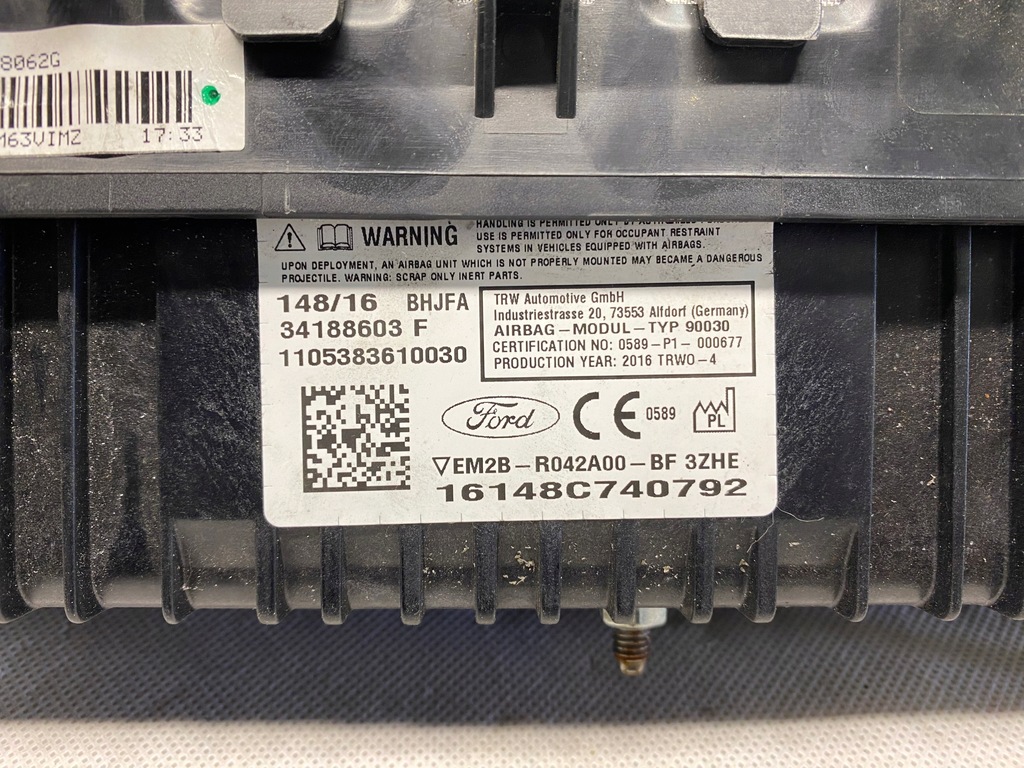 8062G
M63VIMZ 17:33
WARNING
HANDLING IS PERMITTED ONLY BY
USE IS PERMITTED ONLY FOR OCCUPANT RESTRAINT
SYSTEMS IN VEHICLES EQUIPPED WITH AIRBAGS.
UPON DEPLOYMENT, AN AIRBAG UNIT WHICH IS NOT PROPERLY MOUNTED MAY BECOME A DANGEROUS
PROJECTILE. WARNING: SCRAP ONLY INERT PARTS.
148/16 BHJFA
34188603 F
1105383610030
TRW Automotive GmbH
Industriestrasse 20, 73553 Alfdorf (Germany)
AIRBAG-MODUL-TYP 90030
CERTIFICATION NO: 0589-P1-000677
PRODUCTION YEAR: 2016 TRWO-4
Ford CE 0589 PL
▽EM2B-R042A00-BF 3ZHE
16148C740792